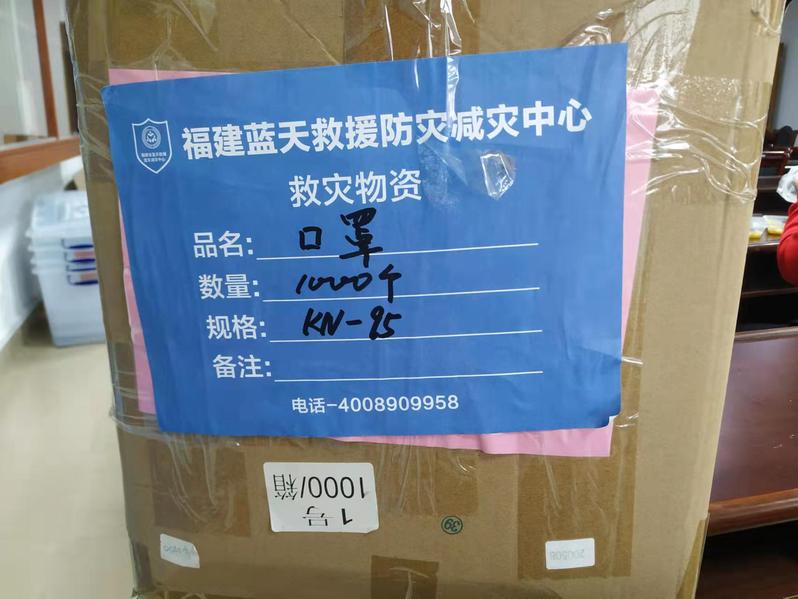 福建蓝天救援防灾减灾中心
救灾物资
品名: 口罩
数量: 1000个
规格: KN-95
备注:
电话-4008909958
1号
1000/箱
39
200508